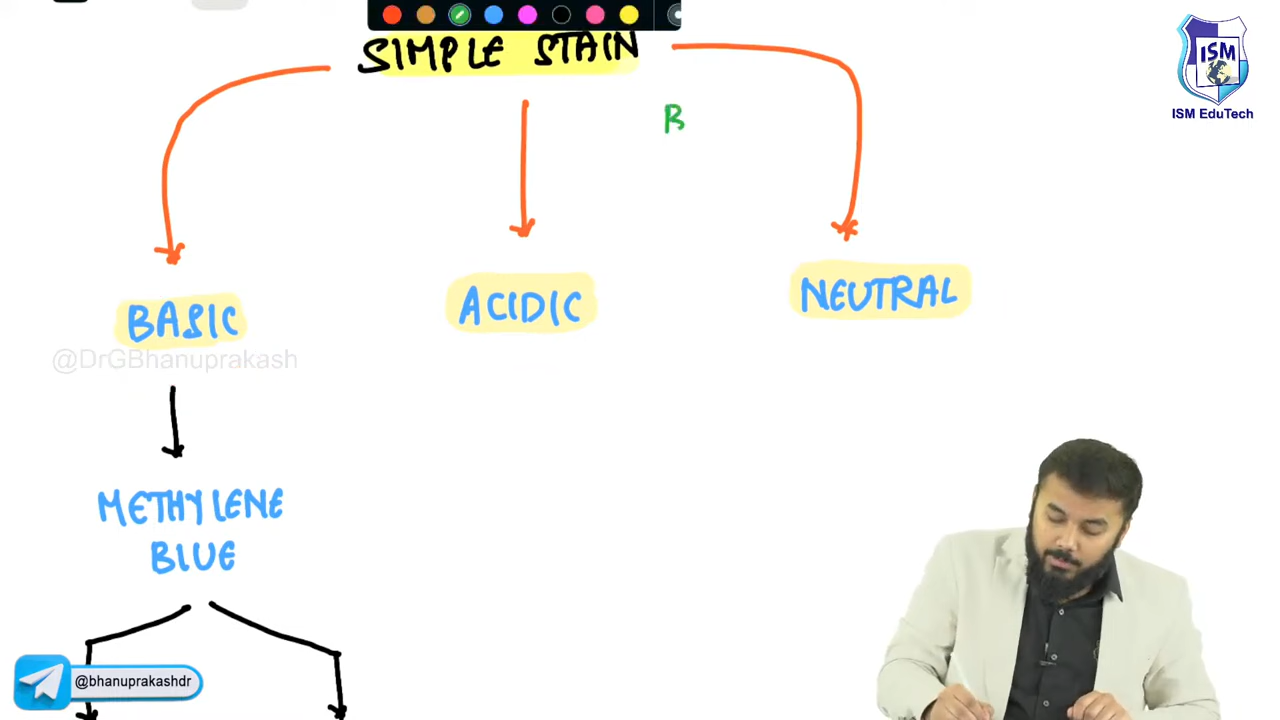 SIMPLE STAIN
ISM
ISM EduTech
B
BASIC
ACIDIC
NEUTRAL
@DrGBhanuprakash
METHYLENE
BLUE
@bhanuprakashdr